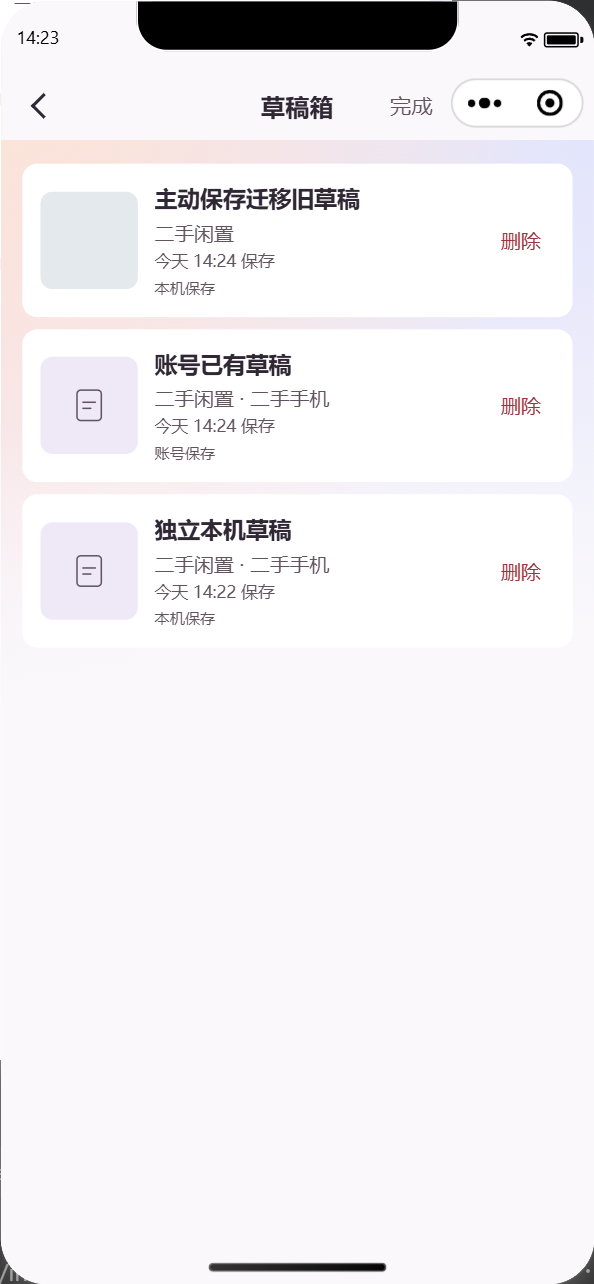 14:23
草稿箱
完成
主动保存迁移旧草稿
二手闲置
今天 14:24 保存
本机保存
删除
账号已有草稿
二手闲置 · 二手手机
今天 14:24 保存
账号保存
删除
独立本机草稿
二手闲置 · 二手手机
今天 14:22 保存
本机保存
删除